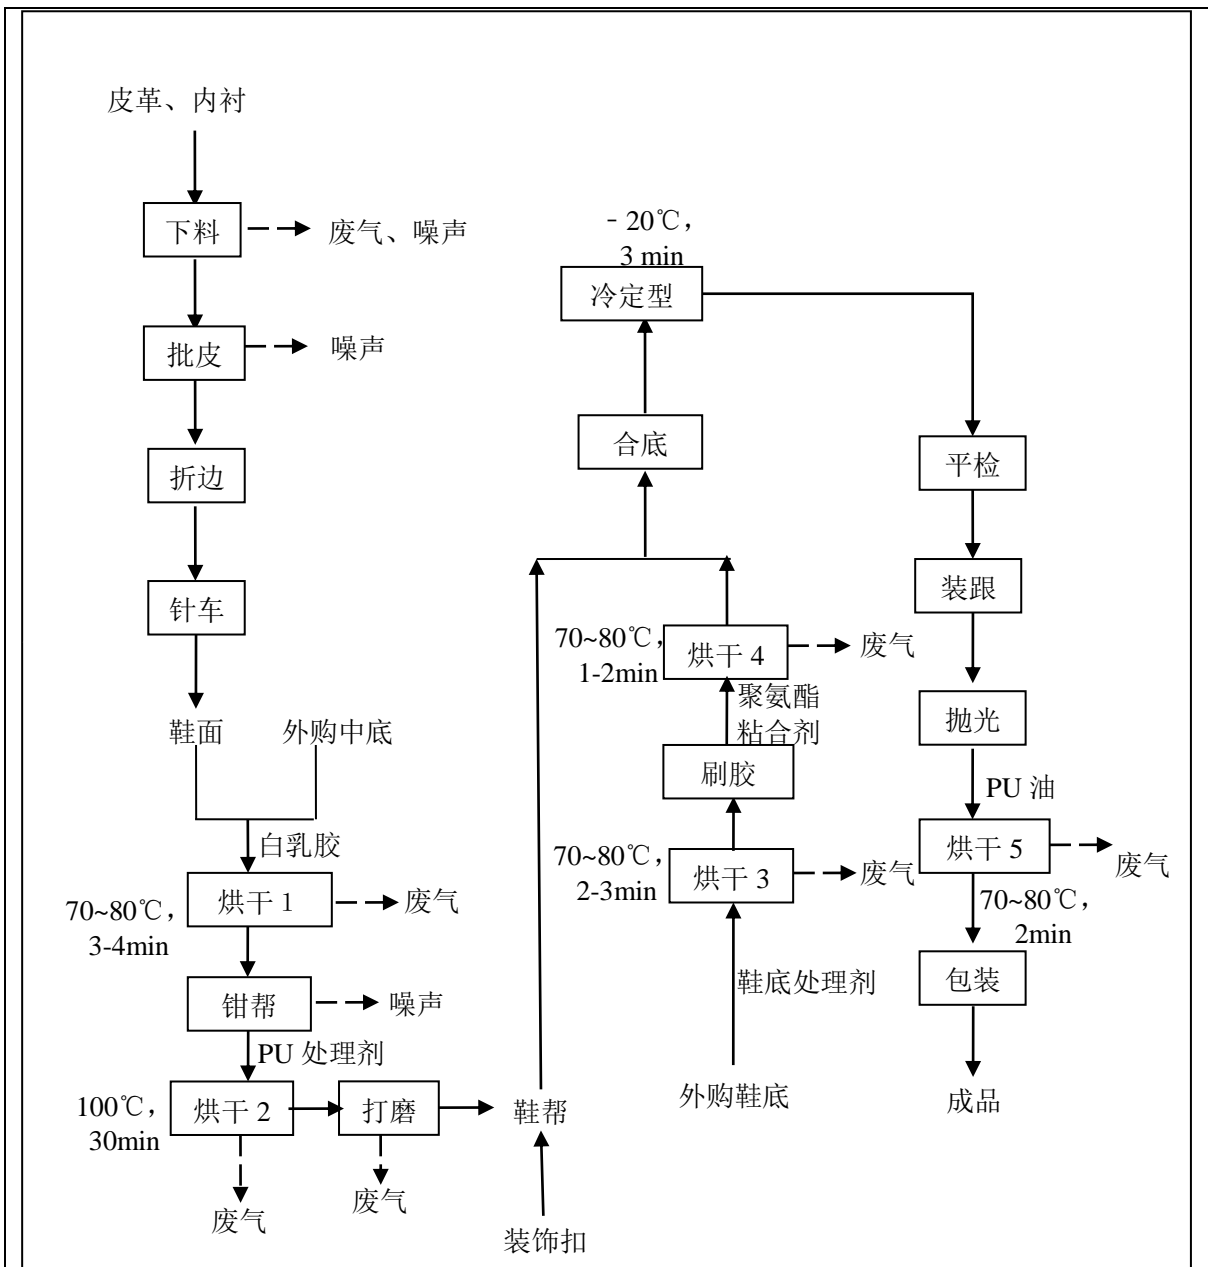 皮革、内衬
下料
废气、噪声
批皮
噪声
折边
针车
鞋面
外购中底
白乳胶
烘干 1
废气
70~80℃，
3-4min
钳帮
噪声
PU 处理剂
100℃，
30min
烘干 2
打磨
鞋帮
废气
废气
装饰扣
- 20℃，
3 min
冷定型
合底
70~80℃，
1-2min
烘干 4
废气
聚氨酯
粘合剂
刷胶
70~80℃，
2-3min
烘干 3
废气
鞋底处理剂
外购鞋底
平检
装跟
抛光
PU 油
烘干 5
废气
70~80℃，
2min
包装
成品